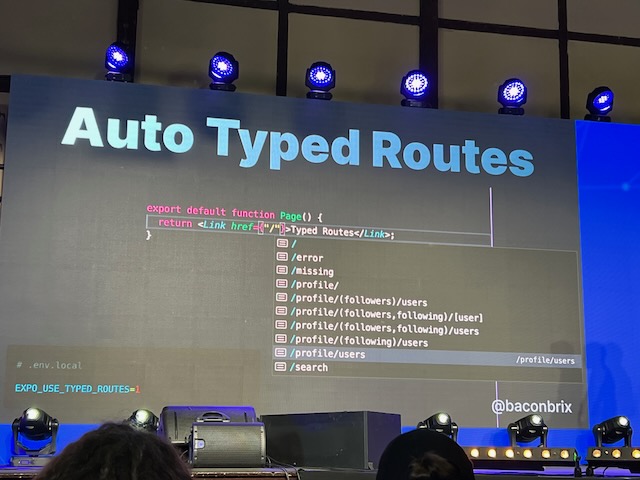 Auto Typed Routes
export default function Page() {
return <Link href={"/"}>Typed Routes</Link>;
}
/
/error
/missing
/profile/
/profile/(followers)/users
/profile/(followers,following)/[user]
/profile/(followers,following)/users
/profile/(following)/users
/profile/users /profile/users
/search
# .env.local
EXPO_USE_TYPED_ROUTES=1
@baconbrix